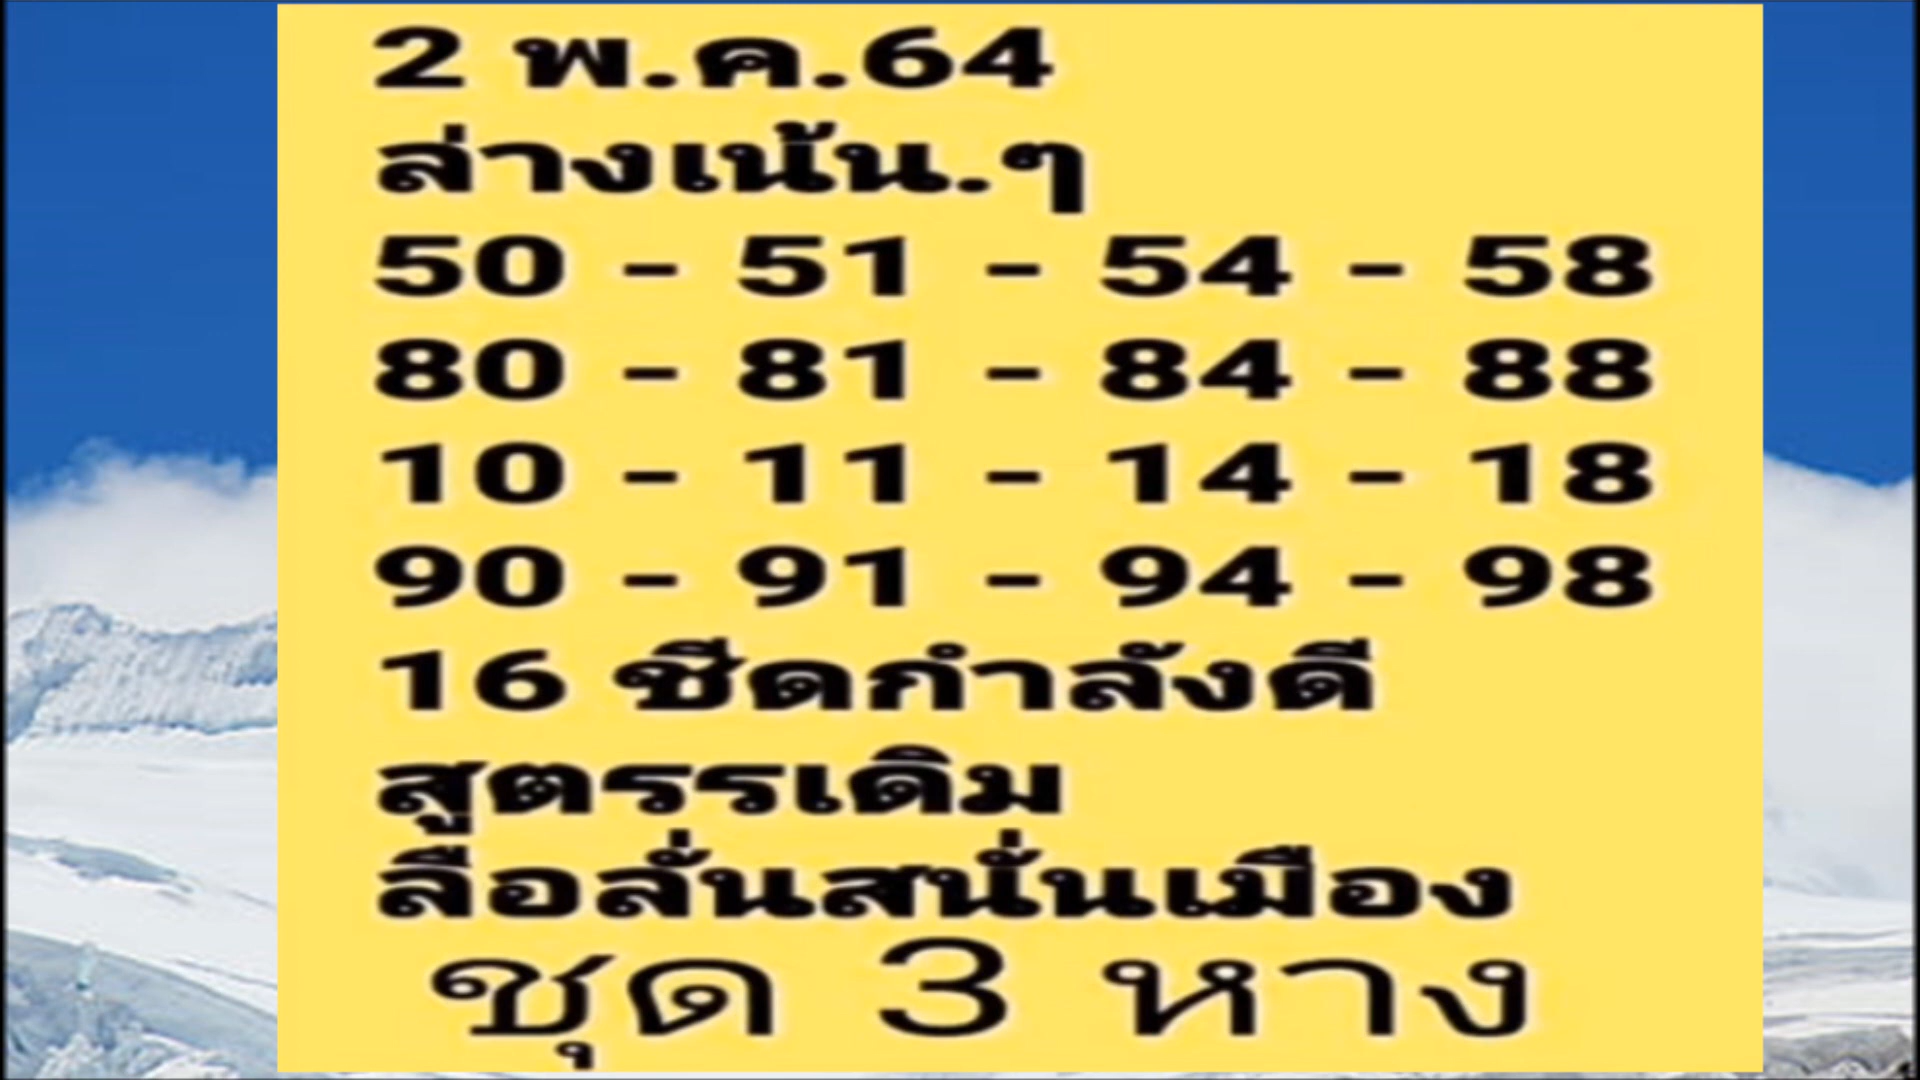 2 พ.ค.64
ล่างเน้น.ๆ
50 - 51 - 54 - 58
80 - 81 - 84 - 88
10 - 11 - 14 - 18
90 - 91 - 94 - 98
16 ชีดกำลังดี
สูตรรเดิม
ลือลั่นสนั่นเมือง
ชุด 3 หาง